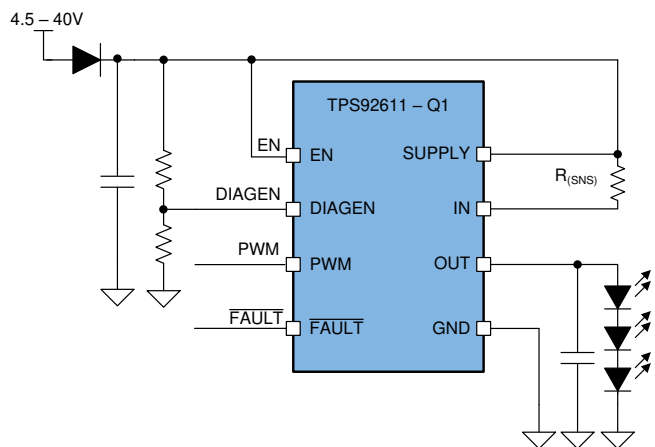 4.5 – 40V
TPS92611 – Q1
EN
EN
SUPPLY
R(SNS)
DIAGEN
DIAGEN
IN
PWM
PWM
OUT
FAULT
FAULT
GND